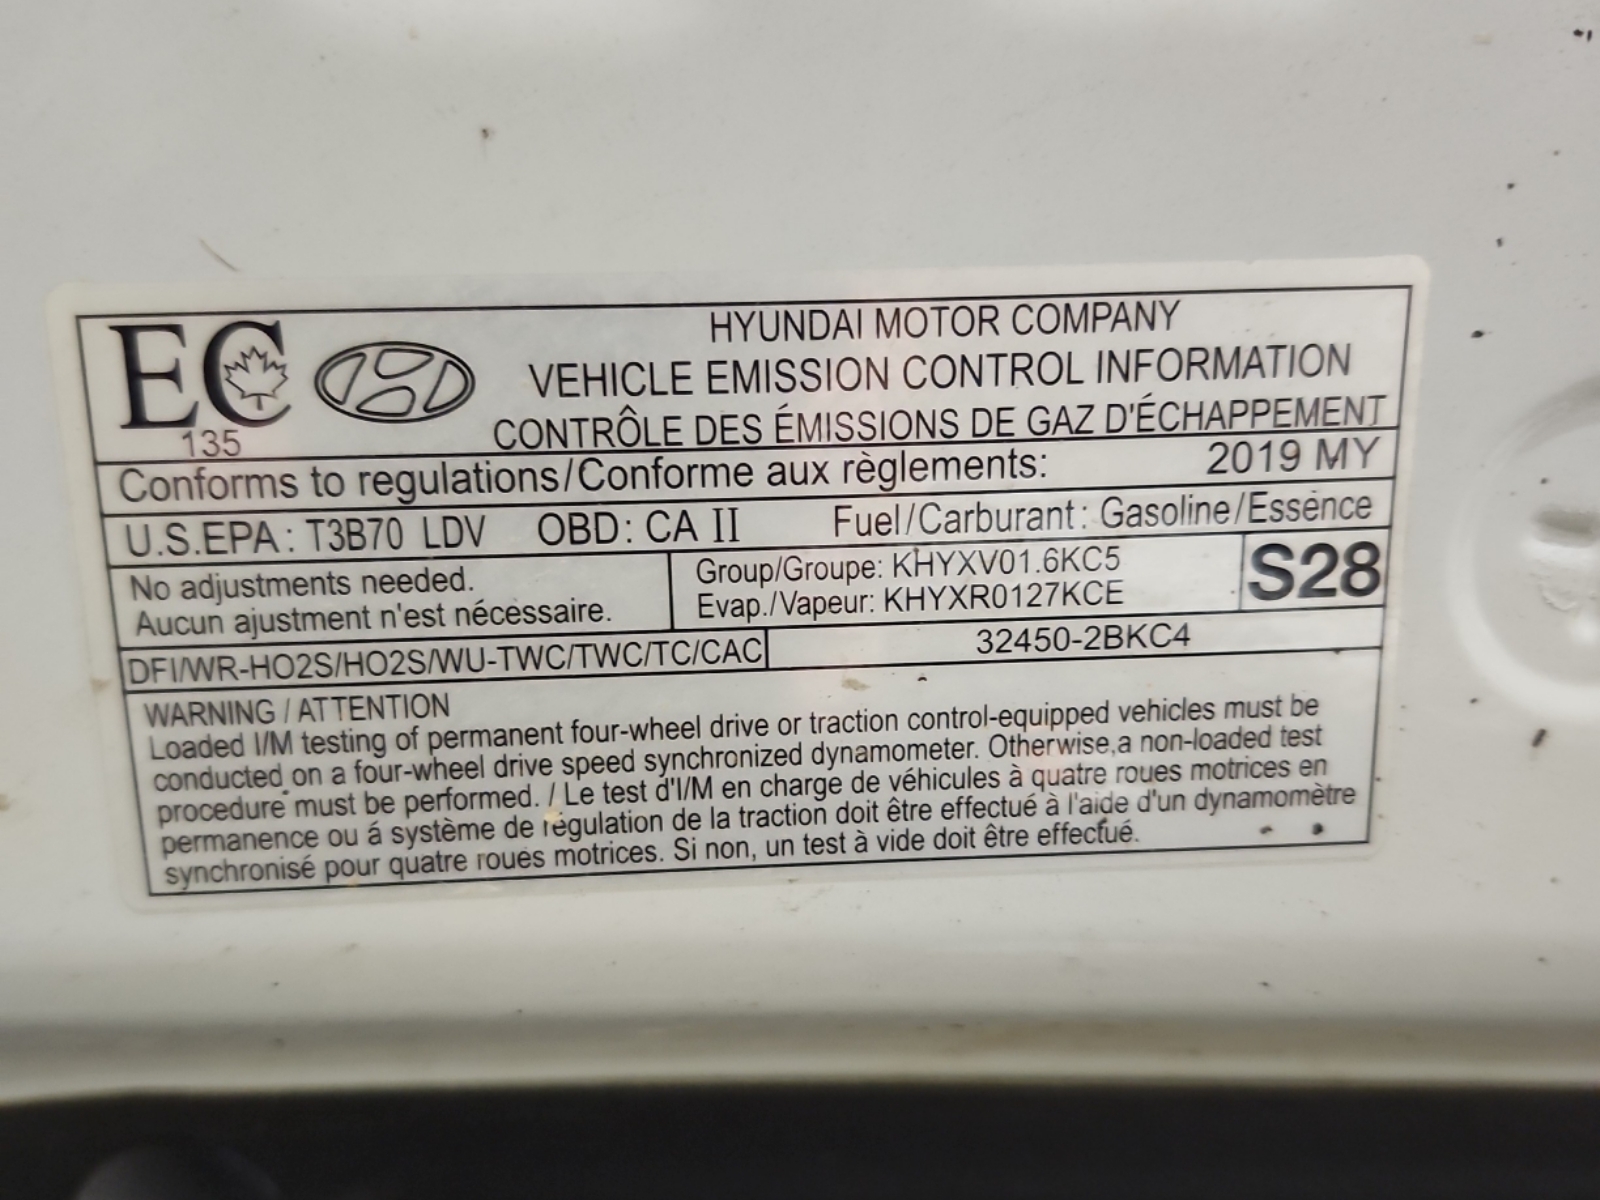 EC
135
HYUNDAI MOTOR COMPANY
VEHICLE EMISSION CONTROL INFORMATION
CONTRÔLE DES ÉMISSIONS DE GAZ D'ÉCHAPPEMENT
Conforms to regulations/Conforme aux règlements: 2019 MY
U.S.EPA: T3B70 LDV OBD: CA II Fuel/Carburant: Gasoline/Essence
No adjustments needed.
Aucun ajustment n'est nécessaire.
Group/Groupe: KHYXV01.6KC5
Evap./Vapeur: KHYXR0127KCE
S28
DFI/WR-HO2S/HO2S/WU-TWC/TWC/TC/CAC
32450-2BKC4
WARNING / ATTENTION
Loaded I/M testing of permanent four-wheel drive or traction control-equipped vehicles must be
conducted on a four-wheel drive speed synchronized dynamometer. Otherwise,a non-loaded test
procedure must be performed. / Le test d'I/M en charge de véhicules à quatre roues motrices en
permanence ou á système de régulation de la traction doit être effectué à l'aide d'un dynamomètre
synchronisé pour quatre roues motrices. Si non, un test à vide doit être effectué.